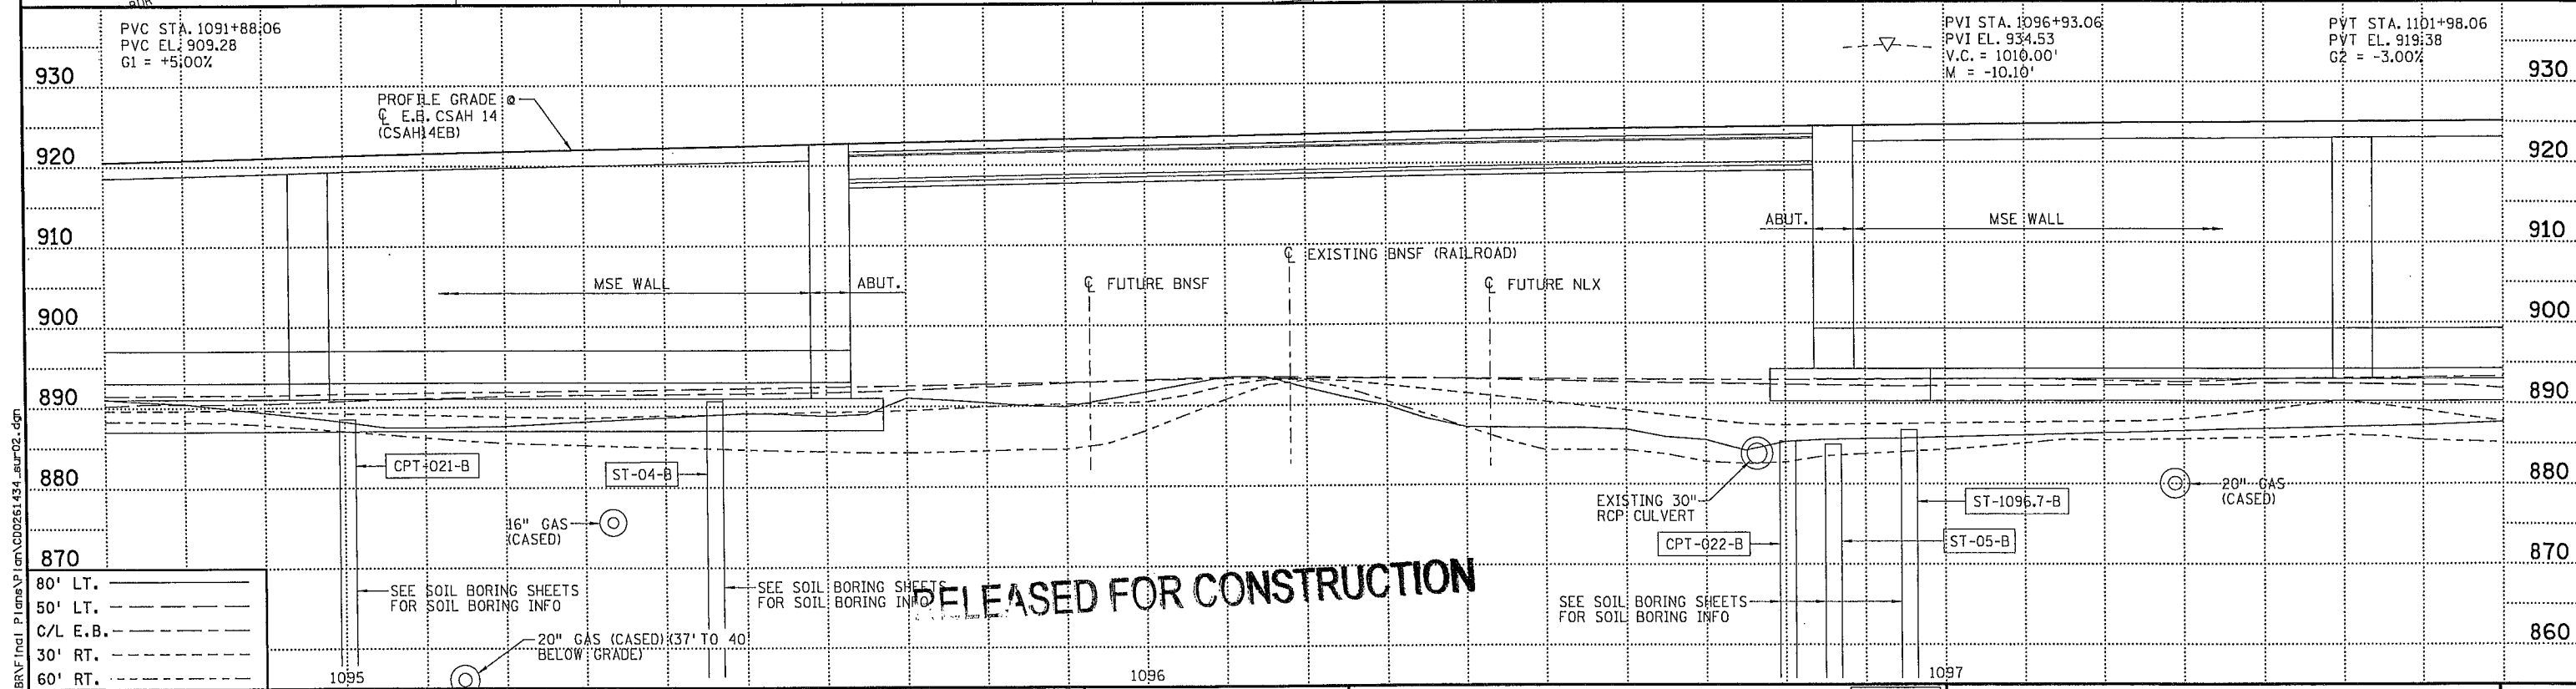 PVC STA. 1091+88.06
PVC EL. 909.28
G1 = +5.00%
PVI STA. 1096+93.06
PVI EL. 934.53
V.C. = 1010.00'
M = -10.10'
PVT STA. 1101+98.06
PVT EL. 919.38
G2 = -3.00%
930
930
PROFILE GRADE @
℄ E.B. CSAH 14
(CSAH14EB)
920
920
910
910
ABUT.
MSE WALL
℄ EXISTING BNSF (RAILROAD)
MSE WALL
ABUT.
℄ FUTURE BNSF
℄ FUTURE NLX
900
900
890
890
CPT-021-B
ST-04-B
880
880
20" GAS
(CASED)
EXISTING 30"
RCP CULVERT
ST-1096.7-B
16" GAS
(CASED)
CPT-022-B
ST-05-B
870
870
80' LT.
50' LT.
C/L E.B.
30' RT.
60' RT.
SEE SOIL BORING SHEETS
FOR SOIL BORING INFO
SEE SOIL BORING SHEETS
FOR SOIL BORING INFO
RELEASED FOR CONSTRUCTION
SEE SOIL BORING SHEETS
FOR SOIL BORING INFO
20" GAS (CASED) (37' TO 40
BELOW GRADE)
860
1095
1096
1097
BR\Final Plans\Plan\CD0261434_sur02.dgn